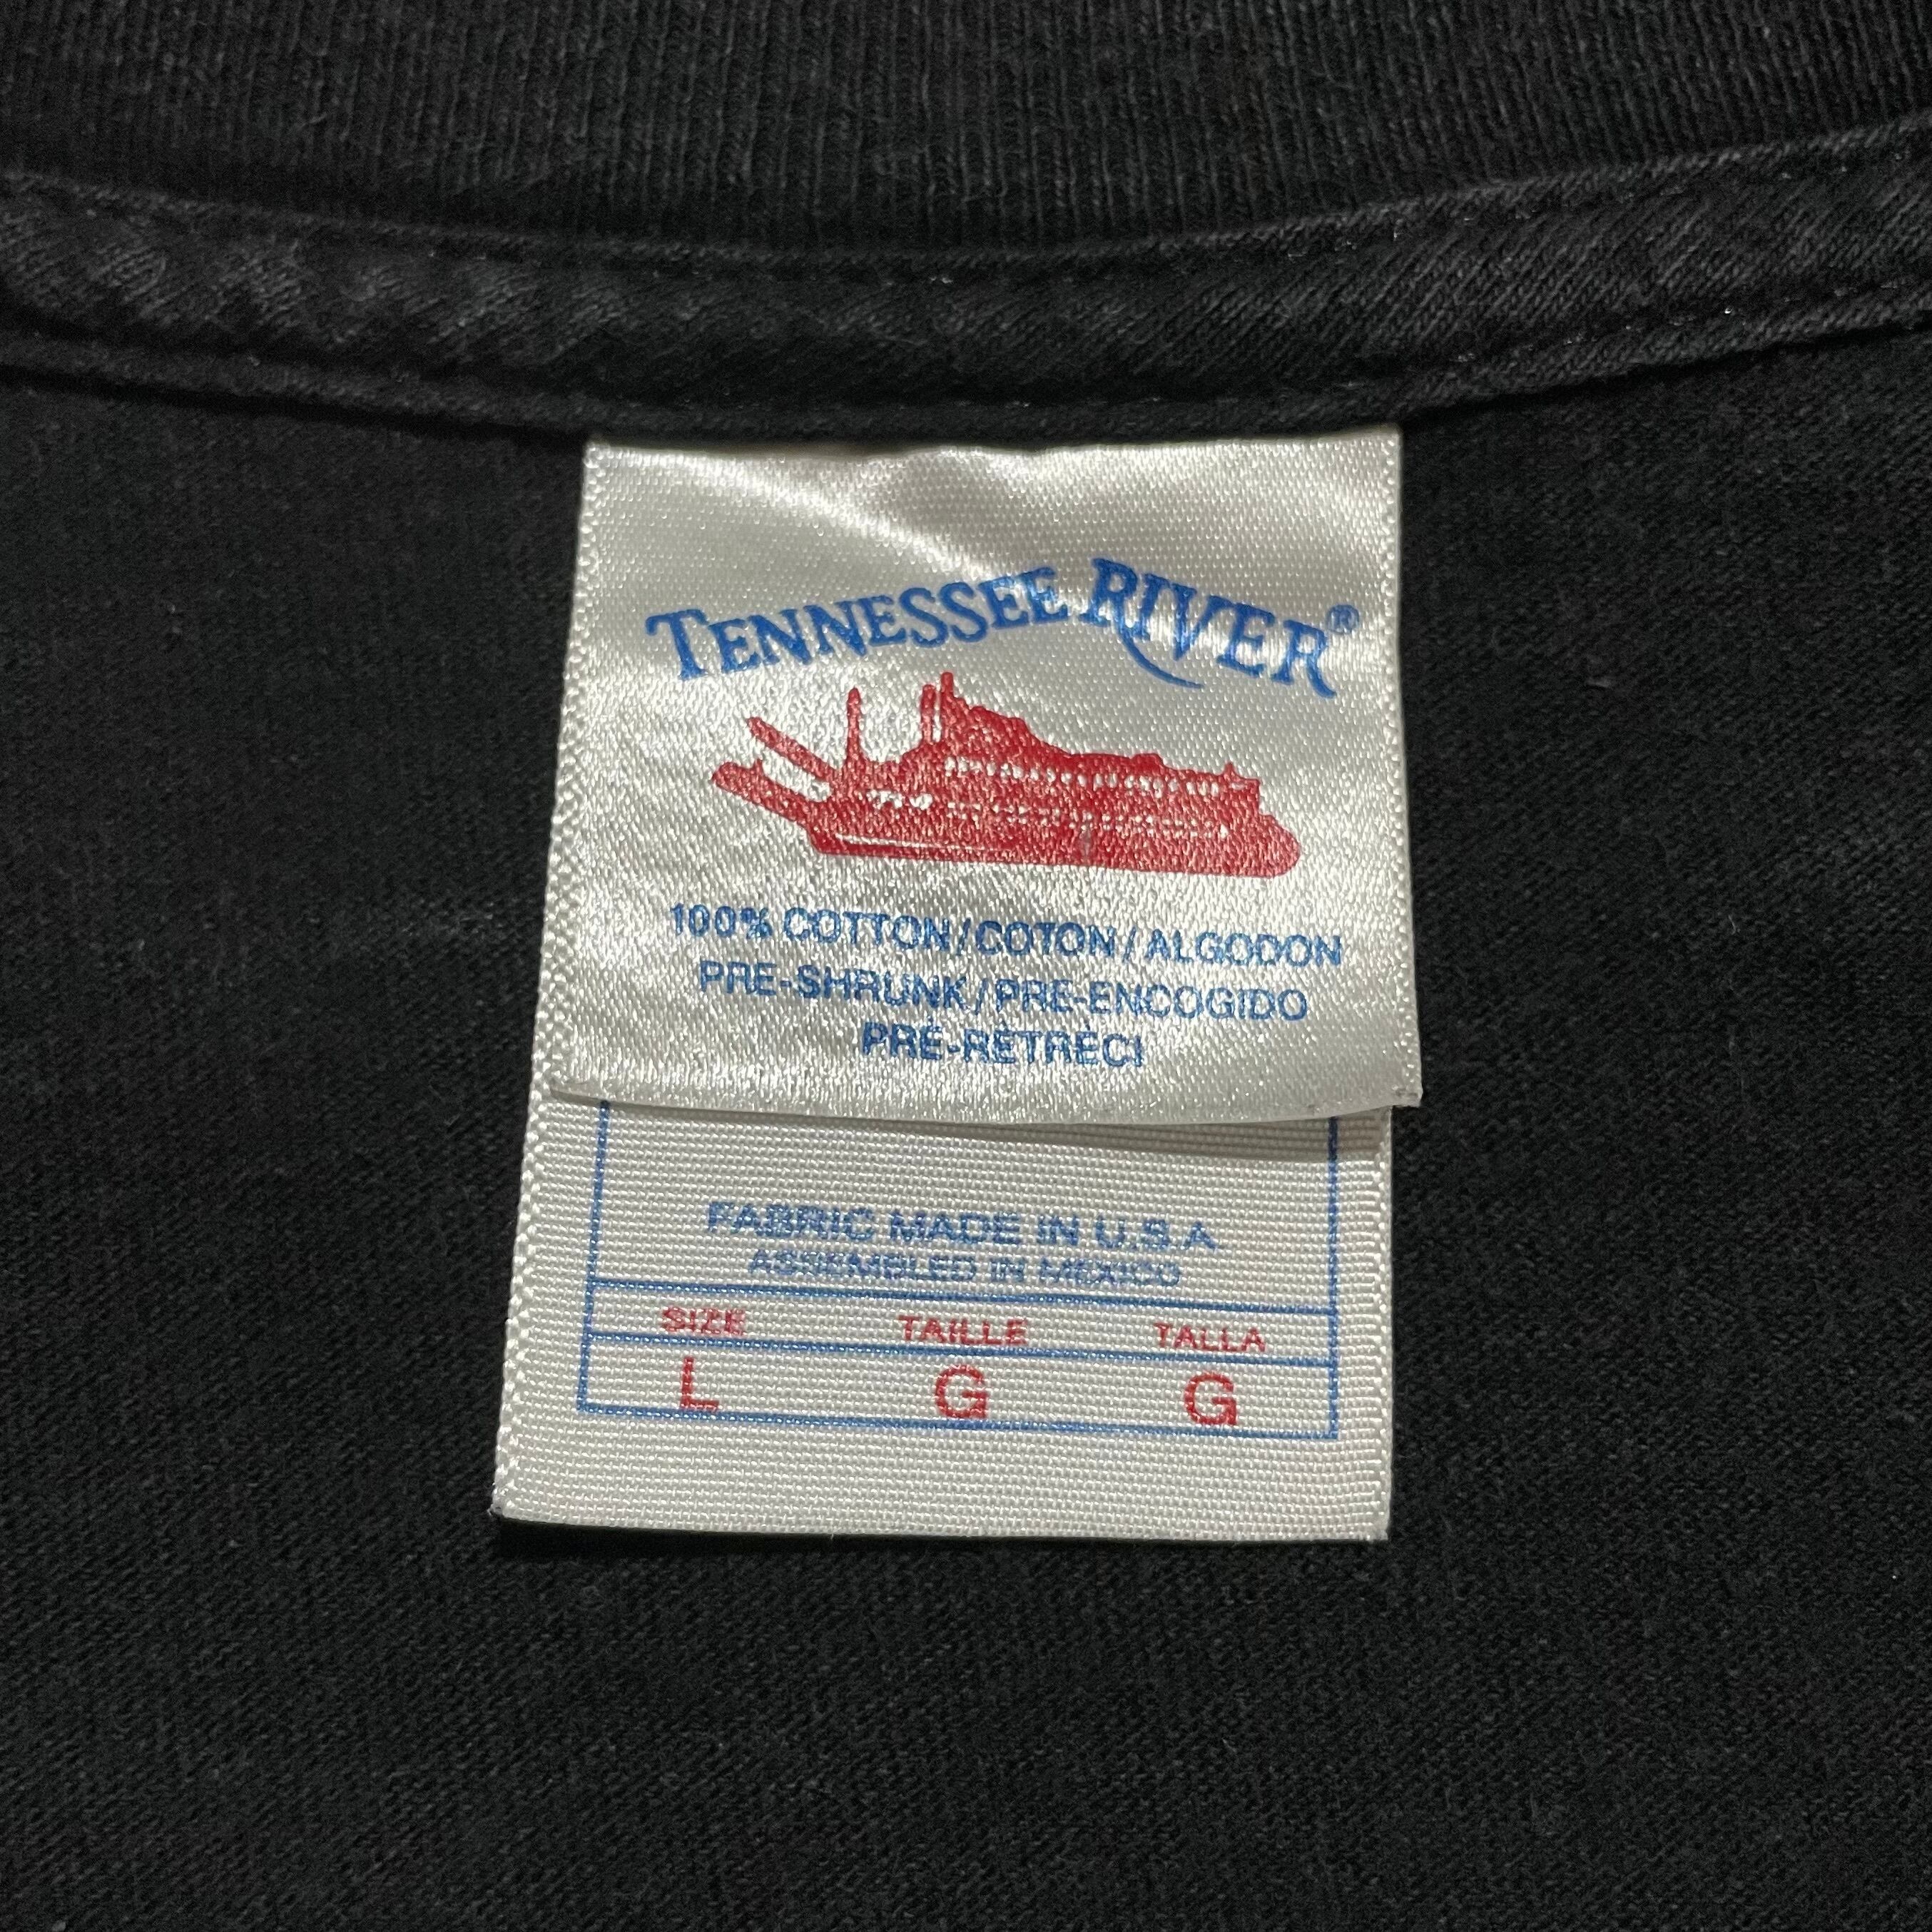 TENNESSEE RIVER®
100% COTTON/COTON/ALGODON
PRE-SHRUNK/PRE-ENCOGIDO
PRÉ-RÉTRÉCI
FABRIC MADE IN U.S.A.
ASSEMBLED IN MEXICO
SIZE TAILLE TALLA
L G G